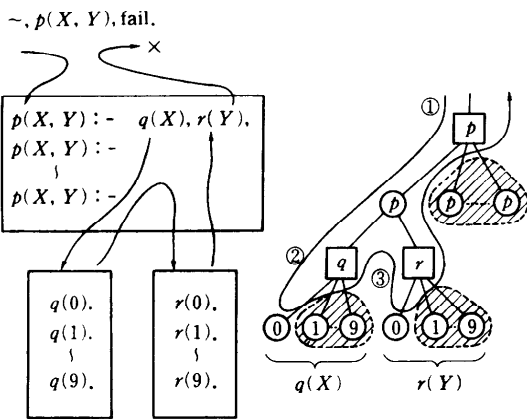 ~, p(X, Y), fail.
×
p(X, Y) :- q(X), r(Y),
p(X, Y) :-
~
p(X, Y) :-
q(0).
q(1).
~
q(9).
r(0).
r(1).
~
r(9).
①
p
p p
p
②
q
③
r
0 1 9
0 1 9
q(X)
r(Y)